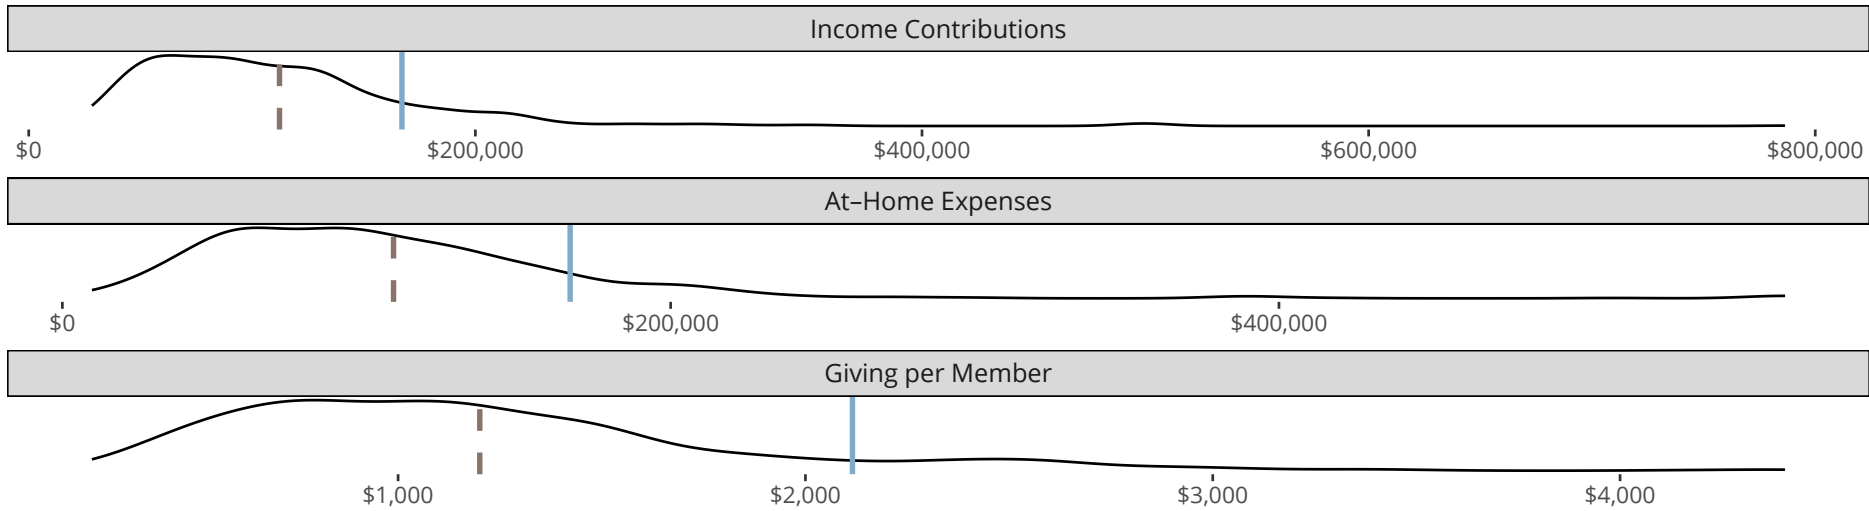 Income Contributions
$0 $200,000 $400,000 $600,000 $800,000
At–Home Expenses
$0 $200,000 $400,000
Giving per Member
$1,000 $2,000 $3,000 $4,000